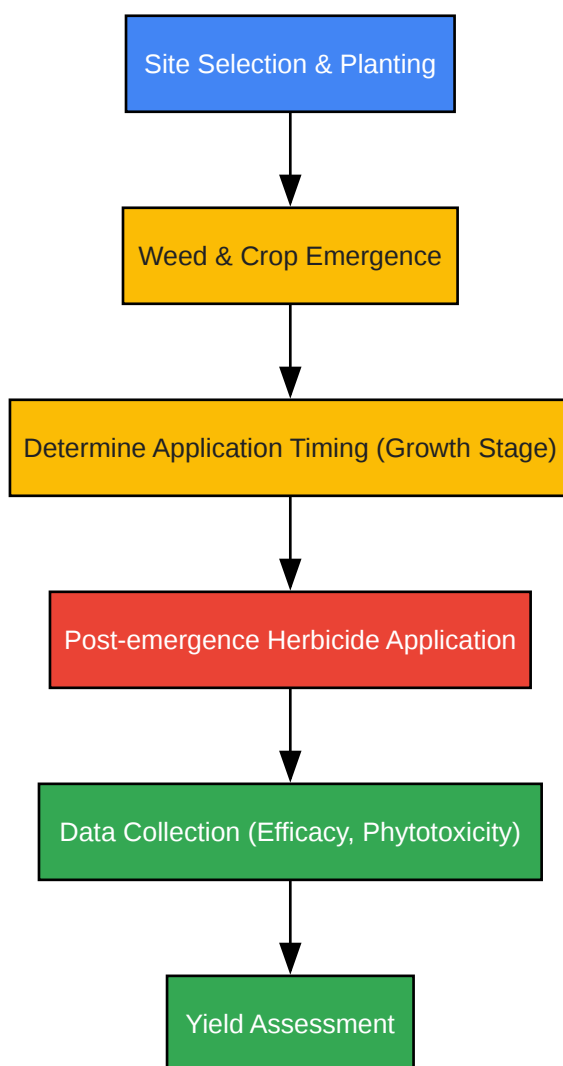 Site Selection & Planting
Weed & Crop Emergence
Determine Application Timing (Growth Stage)
Post-emergence Herbicide Application
Data Collection (Efficacy, Phytotoxicity)
Yield Assessment